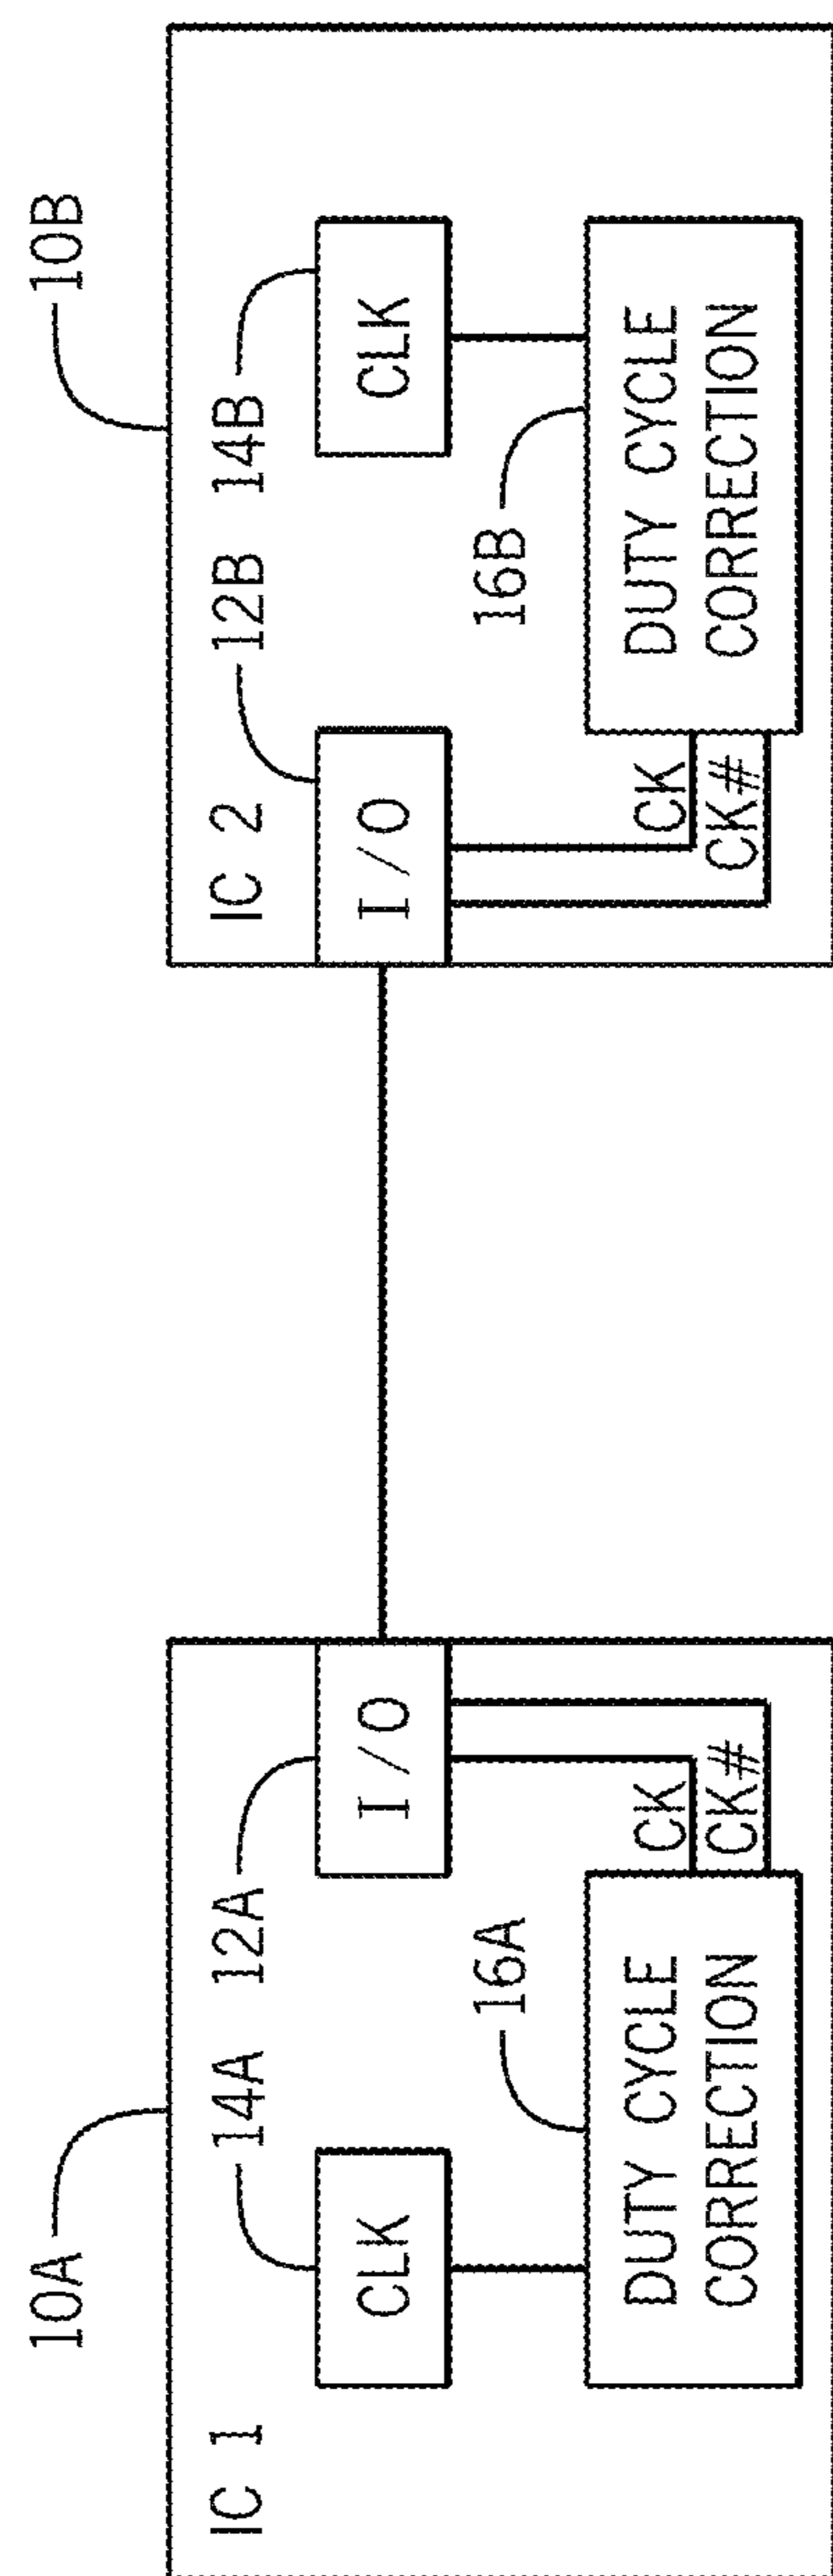 10A
10B
IC 1
14A
12A
IC 2
12B
14B
CLK
I/O
I/O
CLK
16A
16B
DUTY CYCLE
CORRECTION
CK
CK#
CK
CK#
DUTY CYCLE
CORRECTION